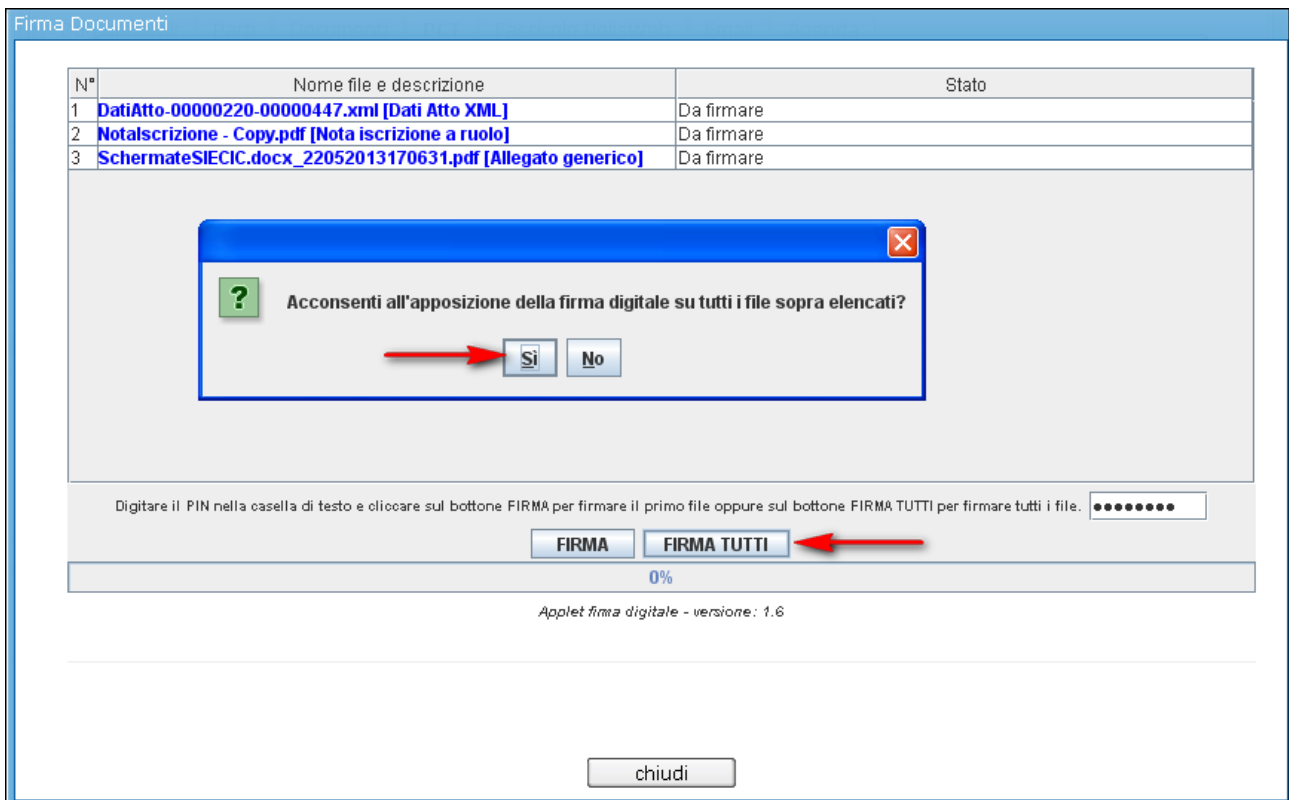 Firma Documenti
N° Nome file e descrizione Stato
1 DatiAtto-00000220-00000447.xml [Dati Atto XML] Da firmare
2 NotaIscrizione - Copy.pdf [Nota iscrizione a ruolo] Da firmare
3 SchermateSIECIC.docx_22052013170631.pdf [Allegato generico] Da firmare
?
Acconsenti all'apposizione della firma digitale su tutti i file sopra elencati?
Sì No
Digitare il PIN nella casella di testo e cliccare sul bottone FIRMA per firmare il primo file oppure sul bottone FIRMA TUTTI per firmare tutti i file. ●●●●●●●●
FIRMA FIRMA TUTTI
0%
Applet firma digitale - versione: 1.6
chiudi